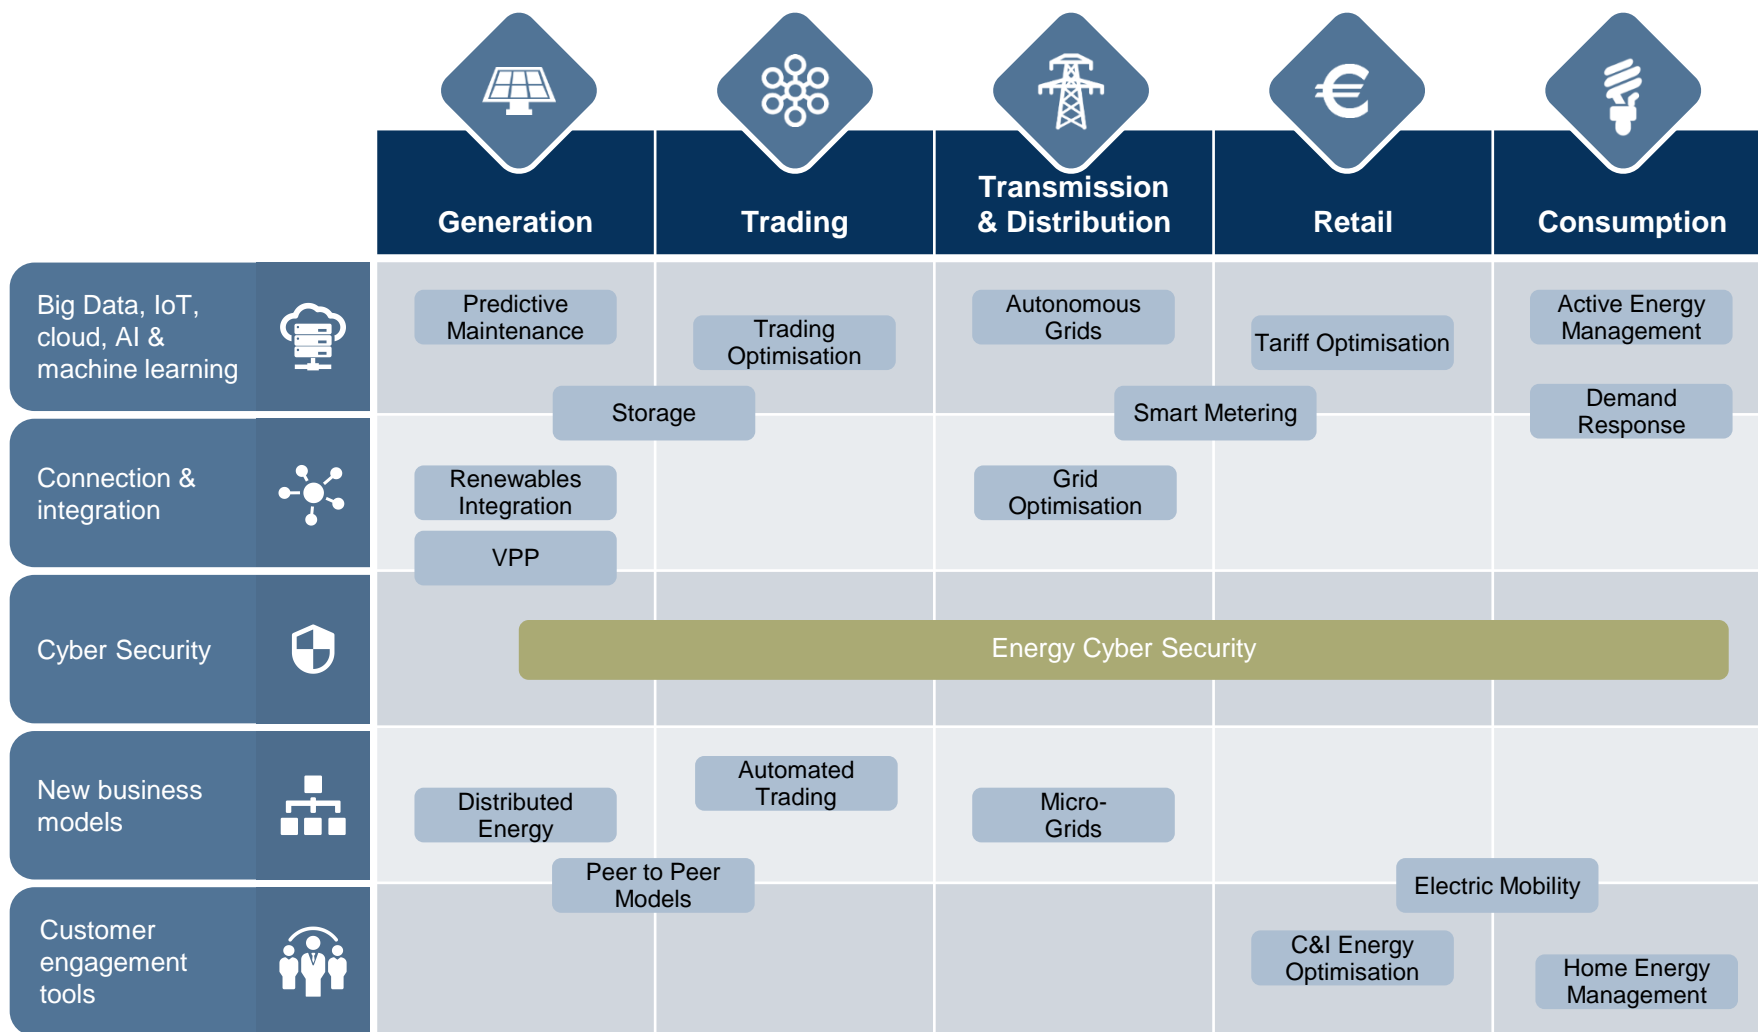 Transmission
& Distribution
Generation
Trading
Retail
Consumption
Big Data, IoT,
cloud, AI &
machine learning
Predictive
Maintenance
Trading
Optimisation
Autonomous
Grids
Tariff Optimisation
Active Energy
Management
Storage
Smart Metering
Demand
Response
Connection &
integration
Renewables
Integration
Grid
Optimisation
VPP
Cyber Security
Energy Cyber Security
New business
models
Distributed
Energy
Automated
Trading
Micro-
Grids
Peer to Peer
Models
Electric Mobility
Customer
engagement
tools
C&I Energy
Optimisation
Home Energy
Management